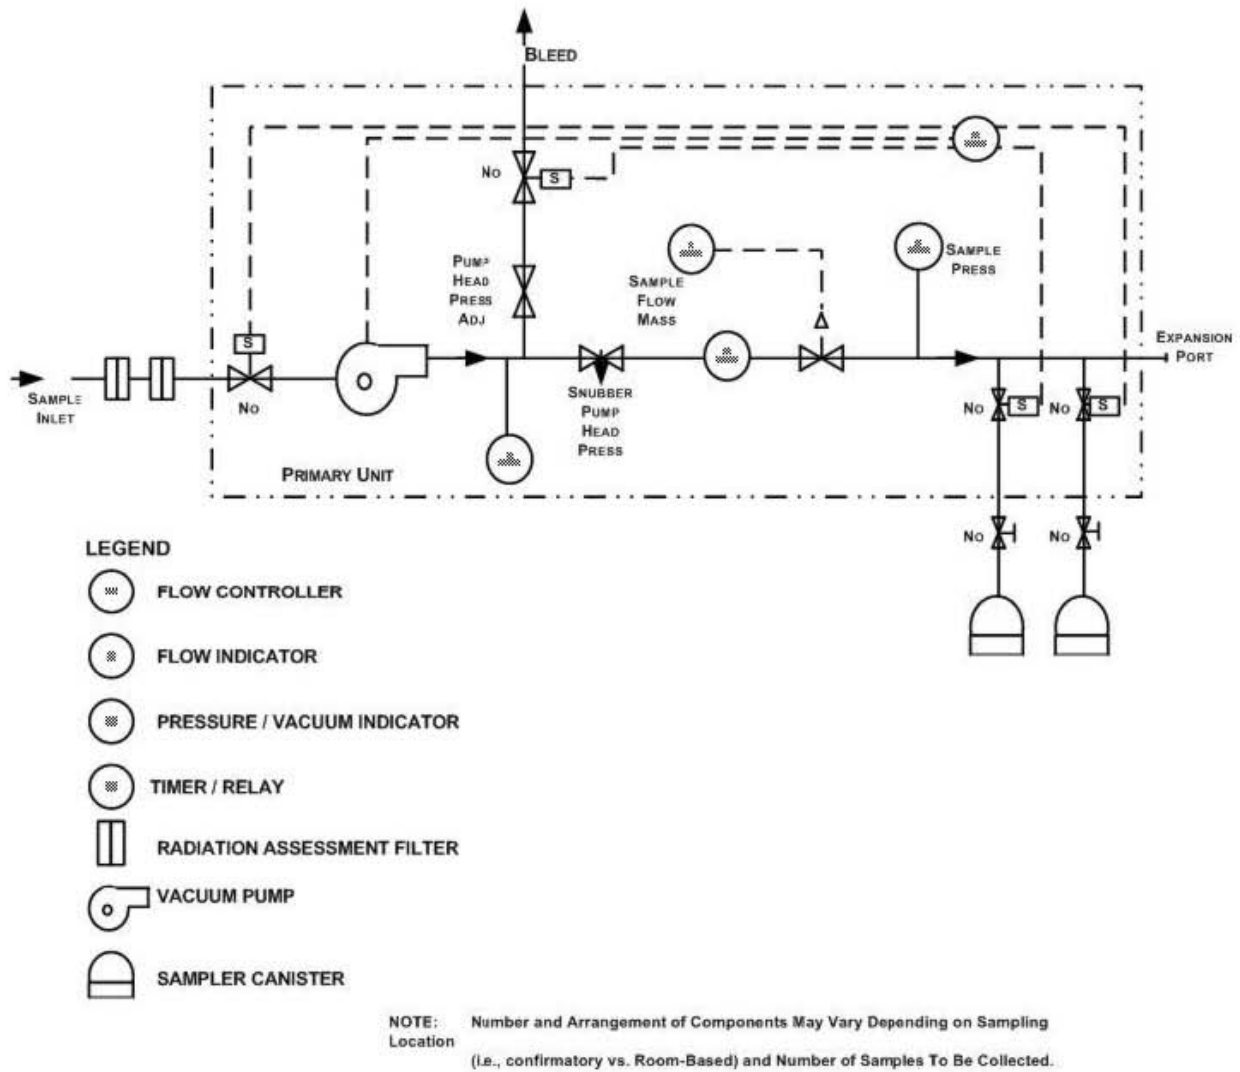 BLEED
NO
S
PUMP
HEAD
PRESS
ADJ
SAMPLE
FLOW
MASS
SAMPLE
PRESS
EXPANSION
PORT
S
SAMPLE
INLET
NO
SNUBBER
PUMP
HEAD
PRESS
NO
S
NO
S
PRIMARY UNIT
NO
NO
LEGEND
FLOW CONTROLLER
FLOW INDICATOR
PRESSURE / VACUUM INDICATOR
TIMER / RELAY
RADIATION ASSESSMENT FILTER
VACUUM PUMP
SAMPLER CANISTER
NOTE: Number and Arrangement of Components May Vary Depending on Sampling
Location
(i.e., confirmatory vs. Room-Based) and Number of Samples To Be Collected.